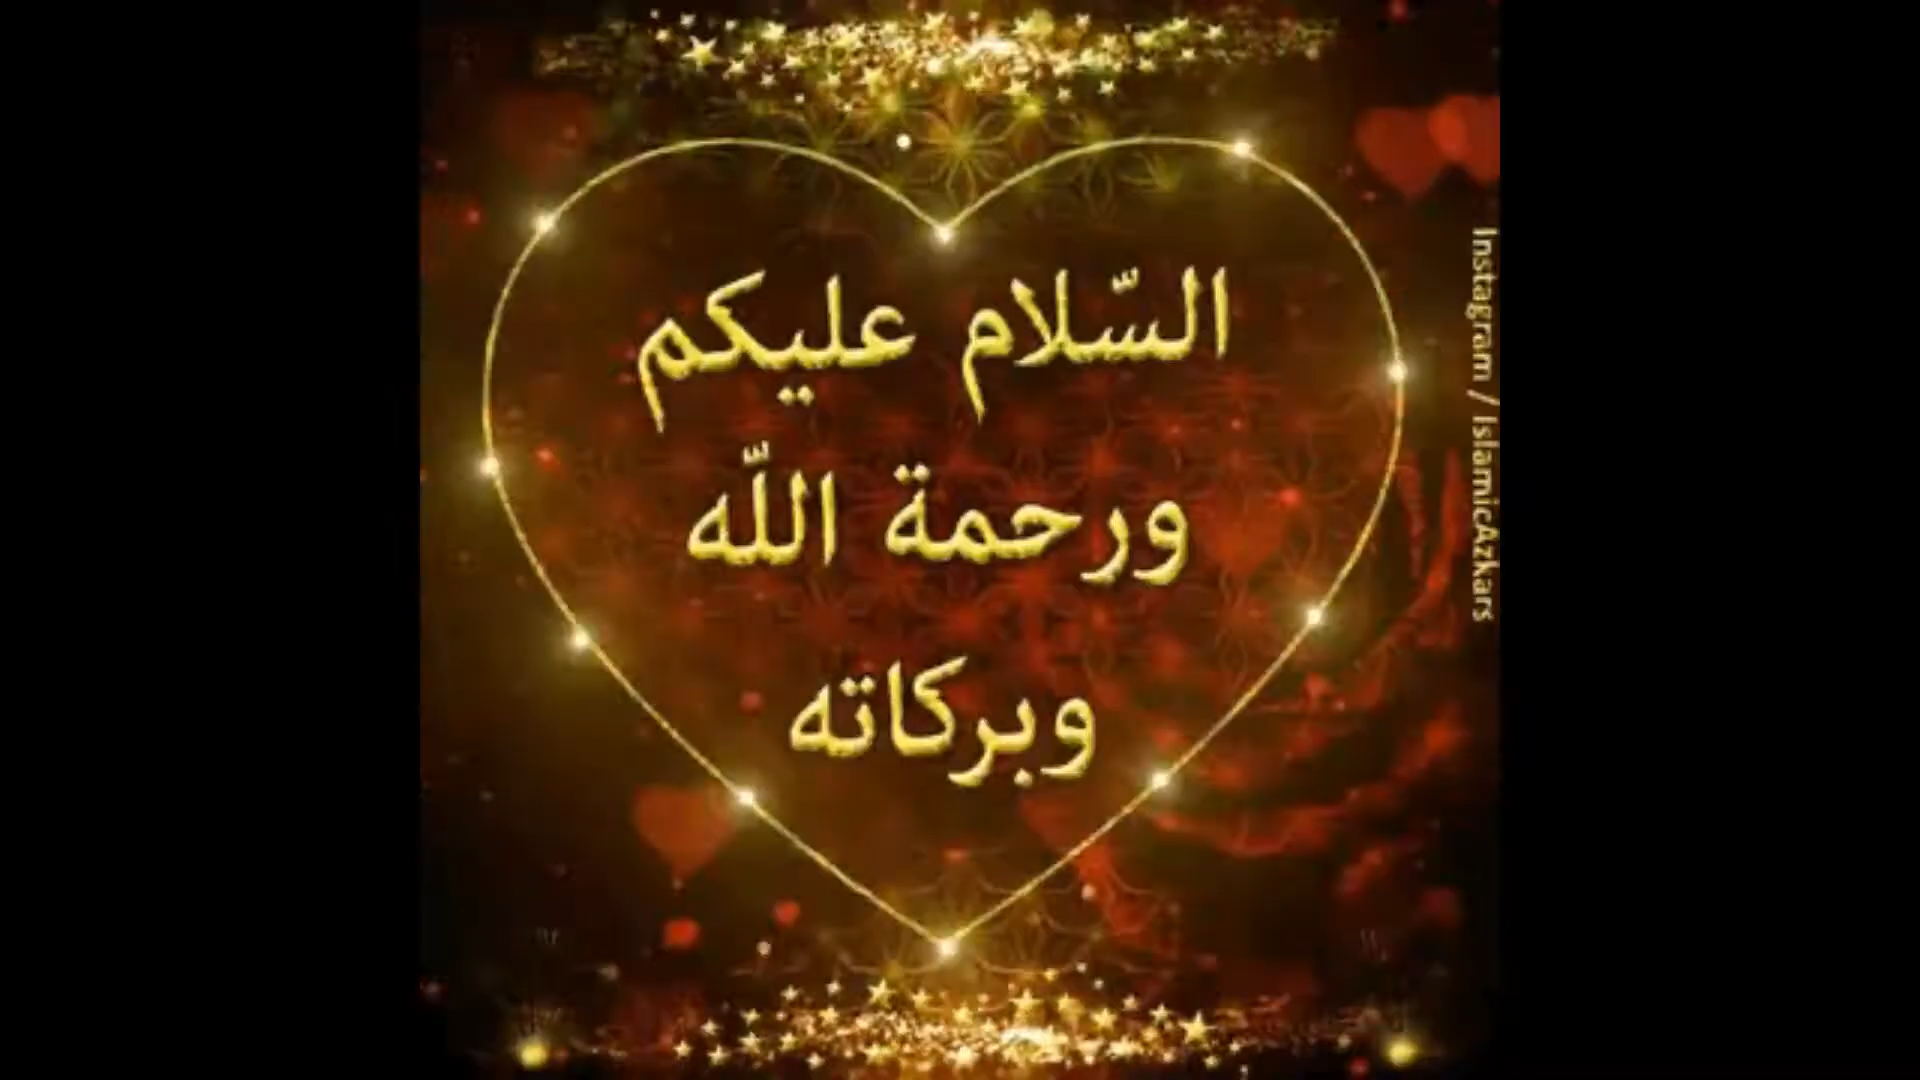 السّلام عليكم
ورحمة اللّه
وبركاته
Instagram / IslamicAzkars